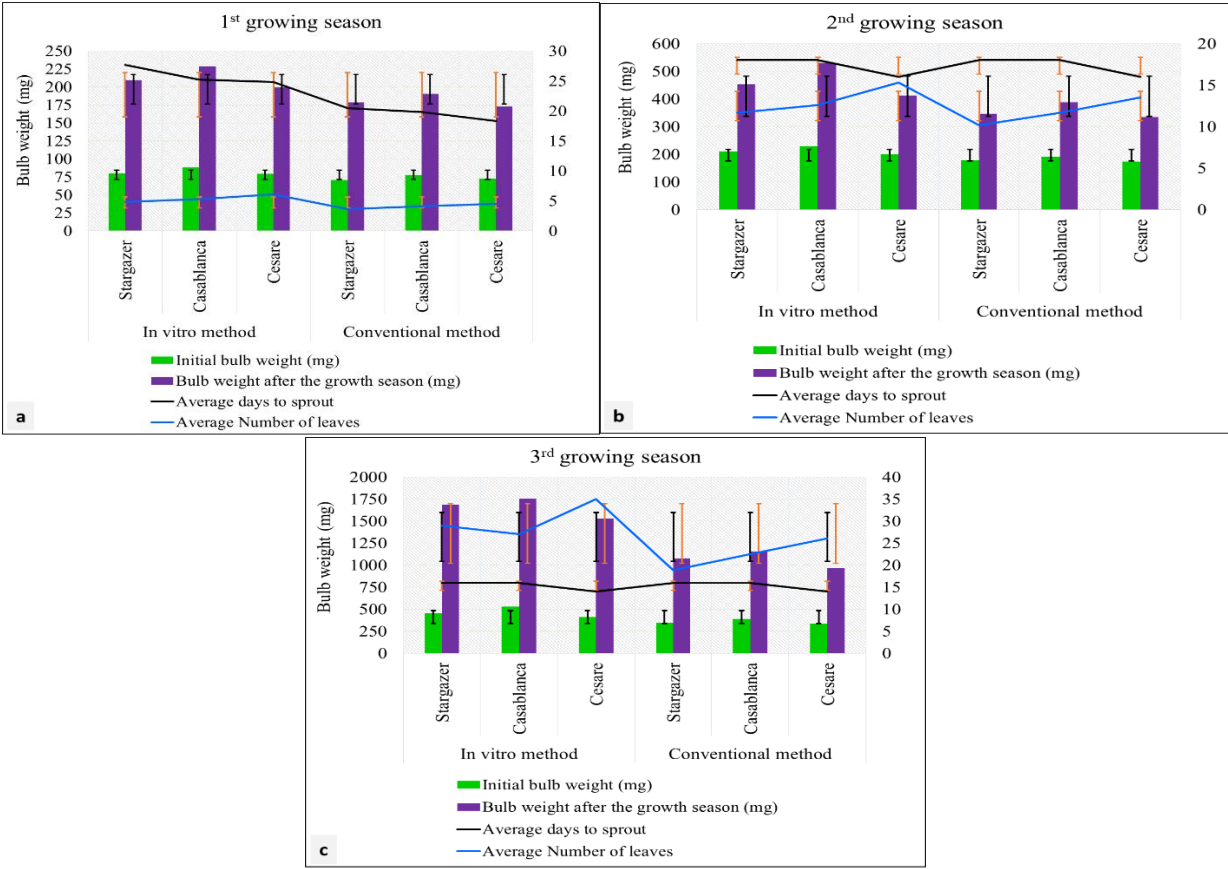 1st growing season
Bulb weight (mg)
250
225
200
175
150
125
100
75
50
25
0
30
25
20
15
10
5
0
Stargazer
Casablanca
Cesare
Stargazer
Casablanca
Cesare
In vitro method
Conventional method
Initial bulb weight (mg)
Bulb weight after the growth season (mg)
Average days to sprout
Average Number of leaves
a
2nd growing season
Bulb weight (mg)
600
500
400
300
200
100
0
20
15
10
5
0
Stargazer
Casablanca
Cesare
Stargazer
Casablanca
Cesare
In vitro method
Conventional method
Initial bulb weight (mg)
Bulb weight after the growth season (mg)
Average days to sprout
Average Number of leaves
b
3rd growing season
Bulb weight (mg)
2000
1750
1500
1250
1000
750
500
250
0
40
35
30
25
20
15
10
5
0
Stargazer
Casablanca
Cesare
Stargazer
Casablanca
Cesare
In vitro method
Conventional method
Initial bulb weight (mg)
Bulb weight after the growth season (mg)
Average days to sprout
Average Number of leaves
c